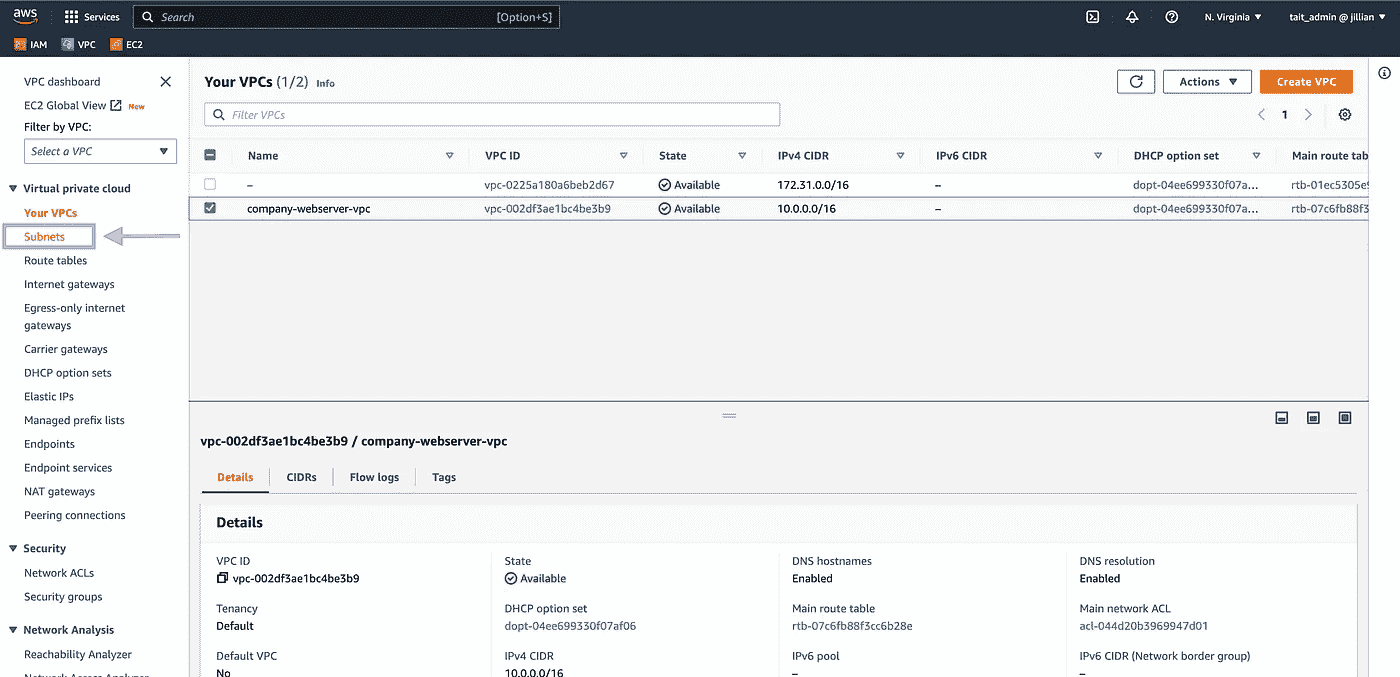 aws Services Search [Option+S] N. Virginia tait_admin @ jillian
IAM VPC EC2
VPC dashboard
EC2 Global View New
Filter by VPC:
Select a VPC
Virtual private cloud
Your VPCs
Subnets
Route tables
Internet gateways
Egress-only internet
gateways
Carrier gateways
DHCP option sets
Elastic IPs
Managed prefix lists
Endpoints
Endpoint services
NAT gateways
Peering connections
Security
Network ACLs
Security groups
Network Analysis
Reachability Analyzer
Network Access Analyzer
Your VPCs (1/2) Info
Actions Create VPC
Filter VPCs
1
Name VPC ID State IPv4 CIDR IPv6 CIDR DHCP option set Main route tab
– vpc-0225a180a6beb2d67 Available 172.31.0.0/16 – dopt-04ee699330f07a... rtb-01ec5305e
company-webserver-vpc vpc-002df3ae1bc4be3b9 Available 10.0.0.0/16 – dopt-04ee699330f07a... rtb-07c6fb88f3
vpc-002df3ae1bc4be3b9 / company-webserver-vpc
Details CIDRs Flow logs Tags
Details
VPC ID State DNS hostnames DNS resolution
vpc-002df3ae1bc4be3b9 Available Enabled Enabled
Tenancy DHCP option set Main route table Main network ACL
Default dopt-04ee699330f07af06 rtb-07c6fb88f3cc6b28e acl-044d20b3969947d01
Default VPC IPv4 CIDR IPv6 pool IPv6 CIDR (Network border group)
No 10.0.0.0/16 – –